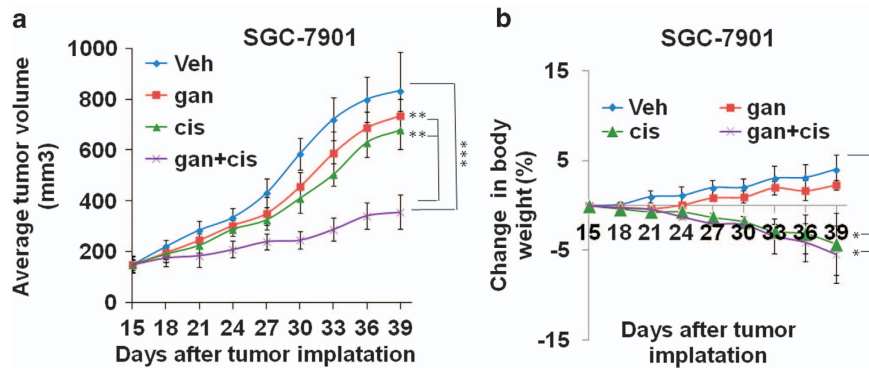 a
SGC-7901
Average tumor volume
(mm3)
1000
800
600
400
200
0
Veh
gan
cis
gan+cis
**
**
***
15 18 21 24 27 30 33 36 39
Days after tumor implatation
b
SGC-7901
Change in body
weight (%)
15
5
-5
-15
Veh
gan
cis
gan+cis
15 18 21 24 27 30 33 36 39
*
*
Days after tumor
implatation